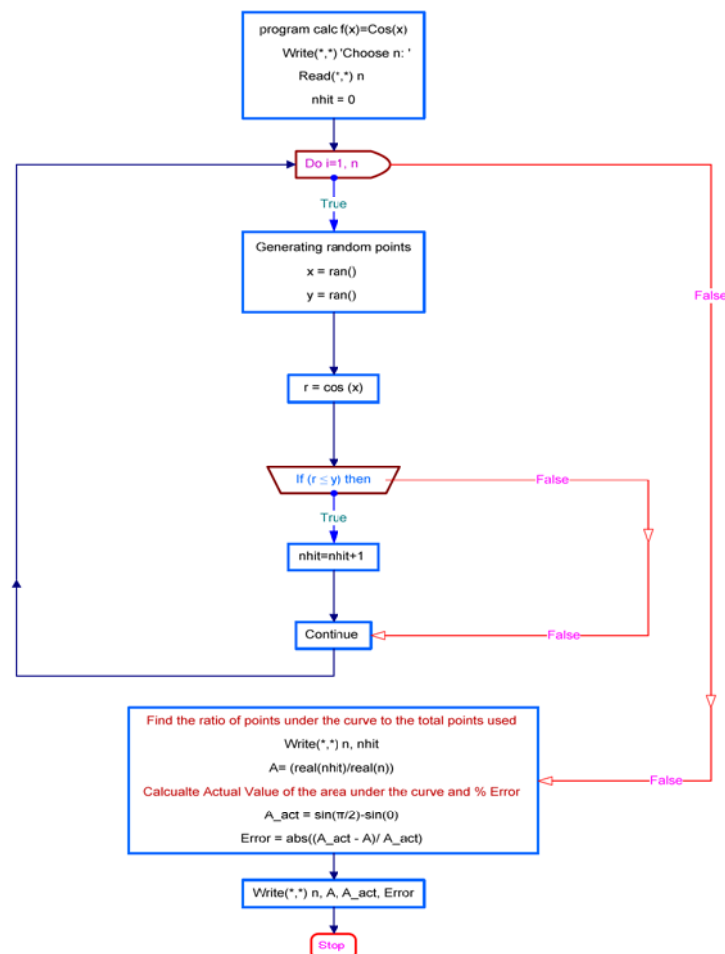 program calc f(x)=Cos(x)
Write(*,*) 'Choose n: '
Read(*,*) n
nhit = 0
Do i=1, n
True
Generating random points
x = ran()
y = ran()
False
r = cos (x)
If (r ≤ y) then
False
True
nhit=nhit+1
Continue
False
Find the ratio of points under the curve to the total points used
Write(*,*) n, nhit
A= (real(nhit)/real(n))
False
Calcualte Actual Value of the area under the curve and % Error
A_act = sin(π/2)-sin(0)
Error = abs((A_act - A)/ A_act)
Write(*,*) n, A, A_act, Error
Stop